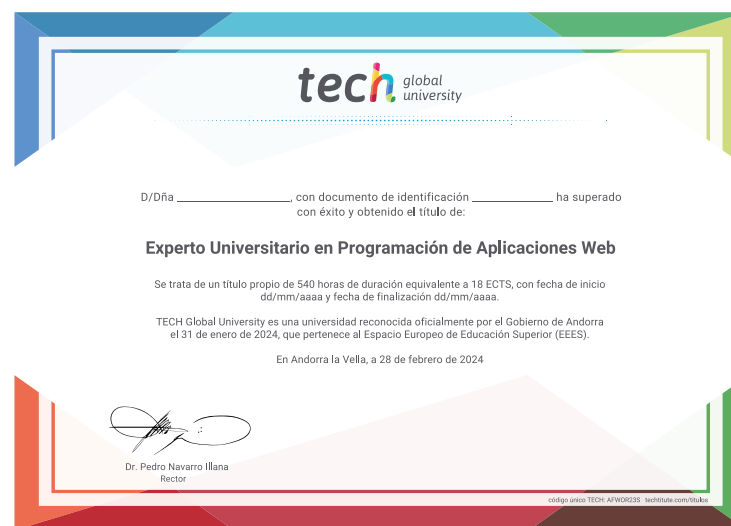 tech global
university
D/Dña ____________, con documento de identificación ____________ ha superado
con éxito y obtenido el título de:
Experto Universitario en Programación de Aplicaciones Web
Se trata de un título propio de 540 horas de duración equivalente a 18 ECTS, con fecha de inicio
dd/mm/aaaa y fecha de finalización dd/mm/aaaa.
TECH Global University es una universidad reconocida oficialmente por el Gobierno de Andorra
el 31 de enero de 2024, que pertenece al Espacio Europeo de Educación Superior (EEES).
En Andorra la Vella, a 28 de febrero de 2024
Dr. Pedro Navarro Illana
Rector
código único TECH: AFWOR23S techtitute.com/titulos